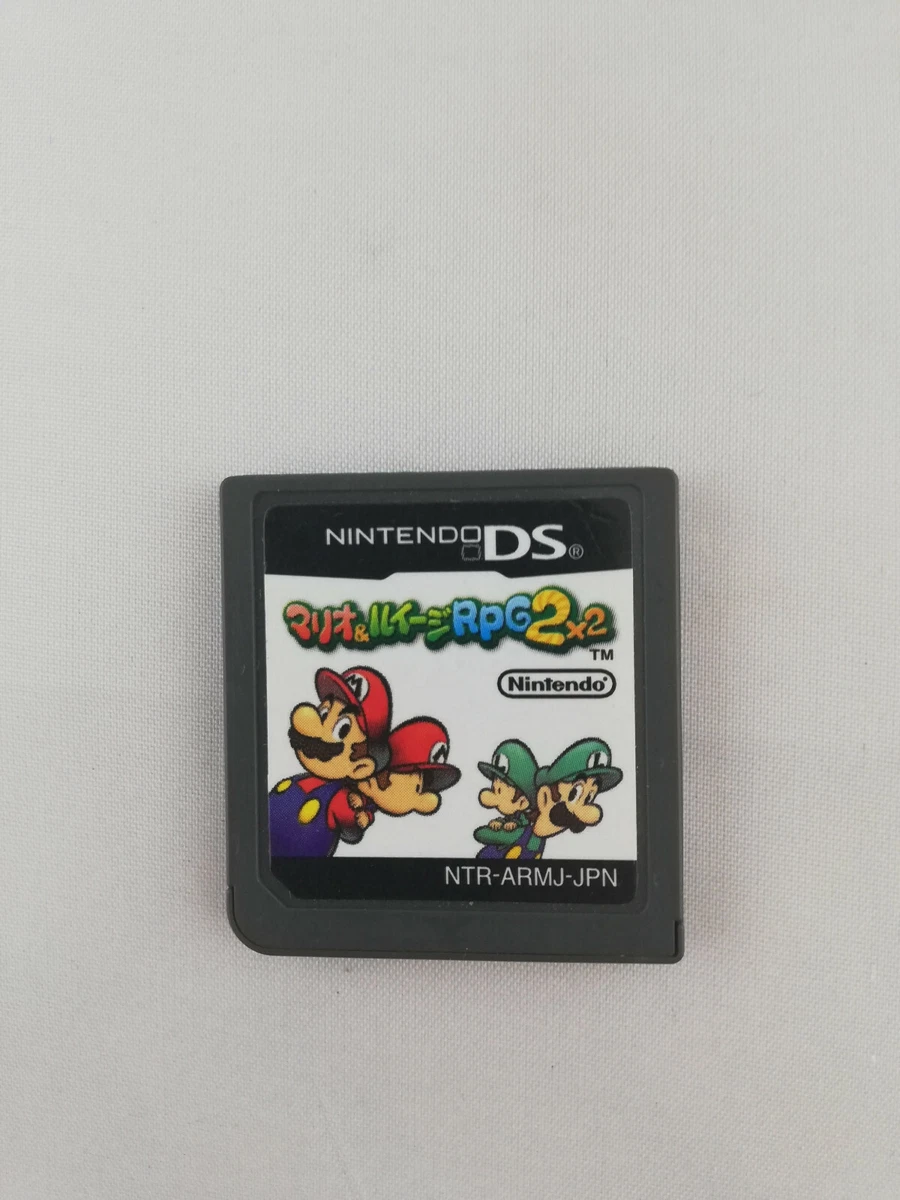 NINTENDO DS®
マリオ&ルイージRPG2x2
TM
Nintendo®
M
L
L
NTR-ARMJ-JPN